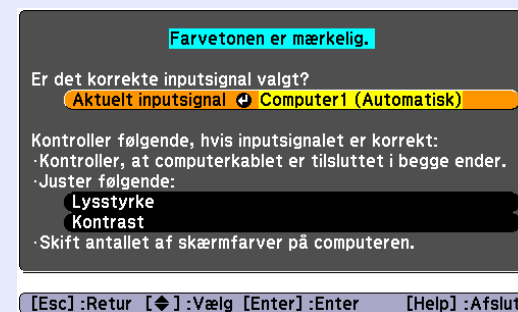 Farvetonen er mærkelig.
Er det korrekte inputsignal valgt?
Aktuelt inputsignal Computer1 (Automatisk)
Kontroller følgende, hvis inputsignalet er korrekt:
·Kontroller, at computerkablet er tilsluttet i begge ender.
·Juster følgende:
Lysstyrke
Kontrast
·Skift antallet af skærmfarver på computeren.
[Esc] :Retur [◆] :Vælg [Enter] :Enter [Help] :Afslut